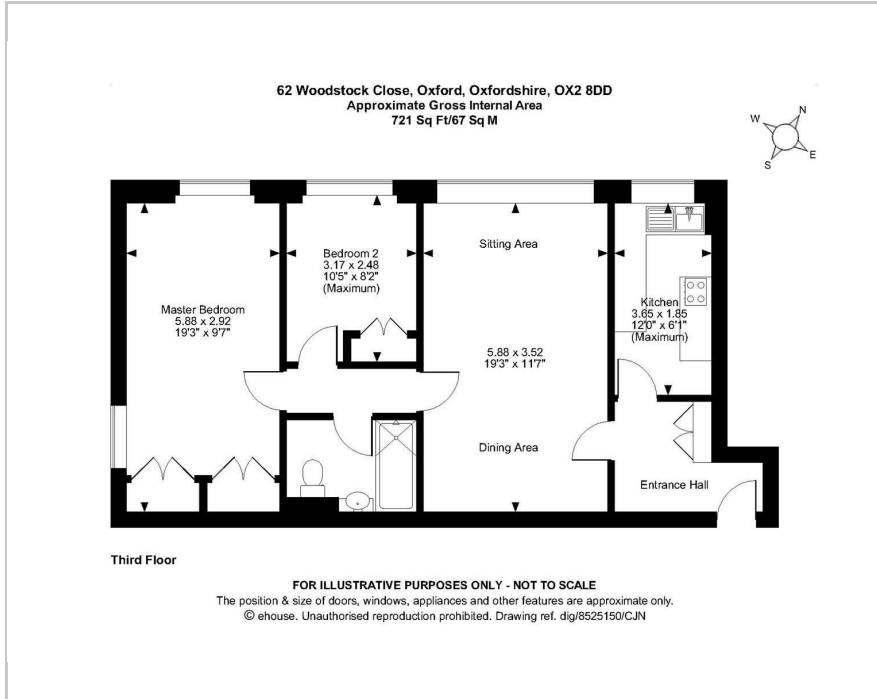 62 Woodstock Close, Oxford, Oxfordshire, OX2 8DD
Approximate Gross Internal Area
721 Sq Ft/67 Sq M
N
W
E
S
Sitting Area
Bedroom 2
3.17 x 2.48
10'5" x 8'2"
(Maximum)
Master Bedroom
5.88 x 2.92
19'3" x 9'7"
Kitchen
3.65 x 1.85
12'0" x 6'1"
(Maximum)
5.88 x 3.52
19'3" x 11'7"
Dining Area
Entrance Hall
Third Floor
FOR ILLUSTRATIVE PURPOSES ONLY - NOT TO SCALE
The position & size of doors, windows, appliances and other features are approximate only.
© ehouse. Unauthorised reproduction prohibited. Drawing ref. dig/8525150/CJN